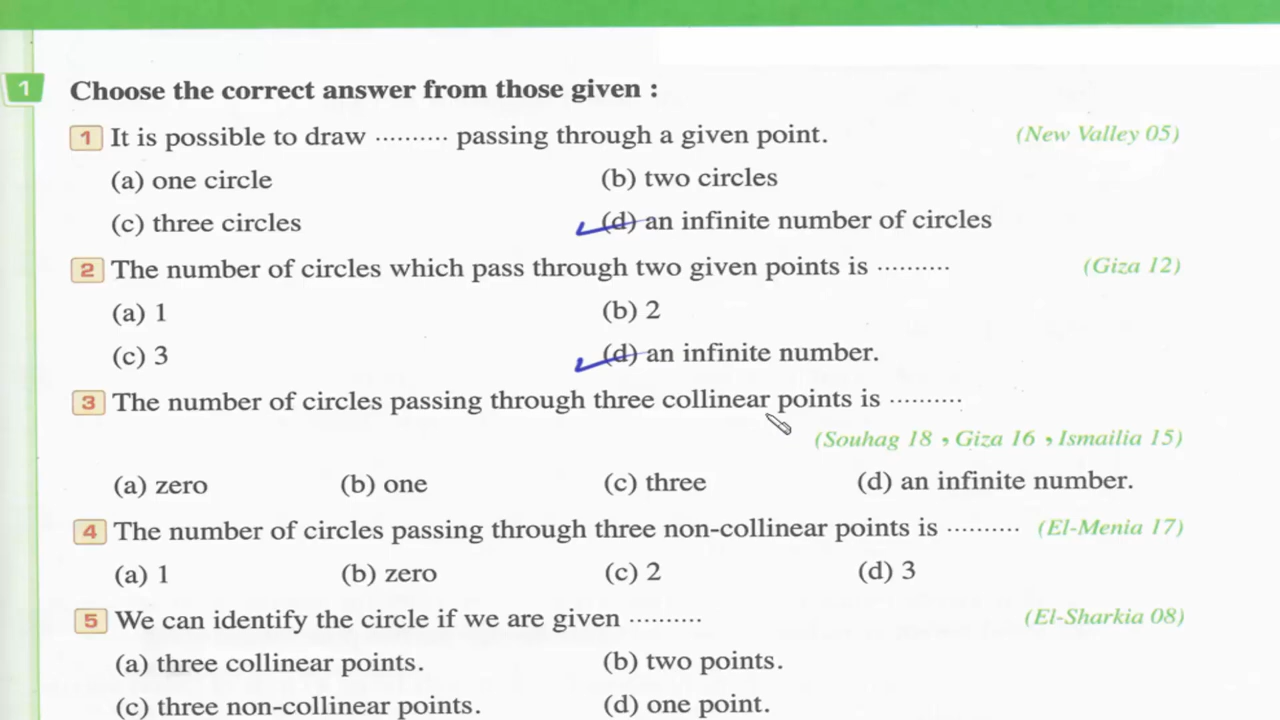 1
Choose the correct answer from those given :
1 It is possible to draw .......... passing through a given point. (New Valley 05)
(a) one circle (b) two circles
(c) three circles (d) an infinite number of circles
2 The number of circles which pass through two given points is .......... (Giza 12)
(a) 1 (b) 2
(c) 3 (d) an infinite number.
3 The number of circles passing through three collinear points is ..........
(Souhag 18 , Giza 16 , Ismailia 15)
(a) zero (b) one (c) three (d) an infinite number.
4 The number of circles passing through three non-collinear points is .......... (El-Menia 17)
(a) 1 (b) zero (c) 2 (d) 3
5 We can identify the circle if we are given .......... (El-Sharkia 08)
(a) three collinear points. (b) two points.
(c) three non-collinear points. (d) one point.